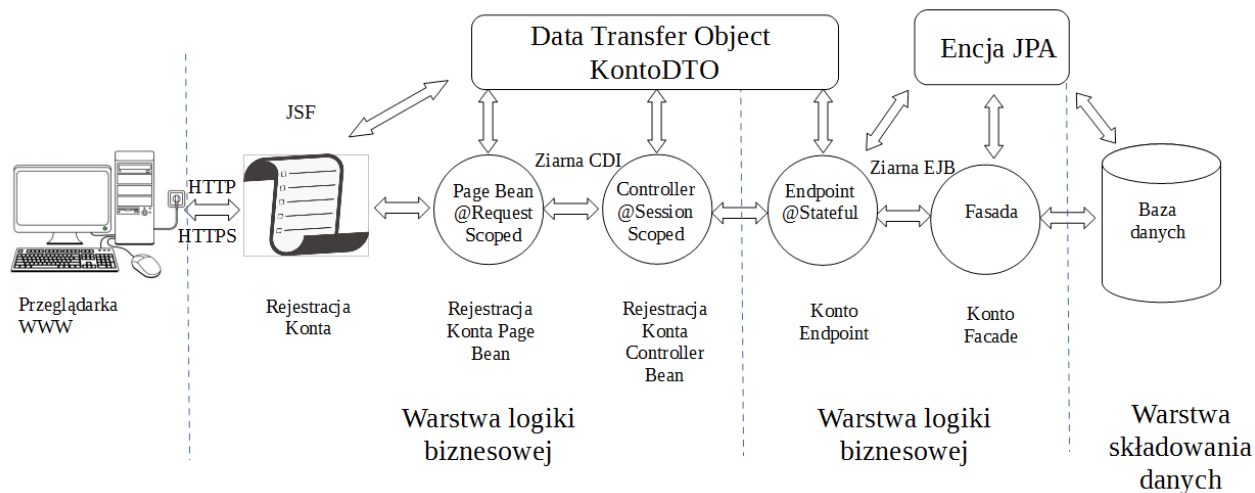 Data Transfer Object
KontoDTO
Encja JPA
JSF
Ziarna CDI
Ziarna EJB
HTTP
HTTPS
Page Bean
@Request
Scoped
Controller
@Session
Scoped
Endpoint
@Stateful
Fasada
Baza
danych
Przeglądarka
WWW
Rejestracja
Konta
Rejestracja
Konta Page
Bean
Rejestracja
Konta
Controller
Bean
Konto
Endpoint
Konto
Facade
Warstwa logiki
biznesowej
Warstwa logiki
biznesowej
Warstwa
składowania
danych